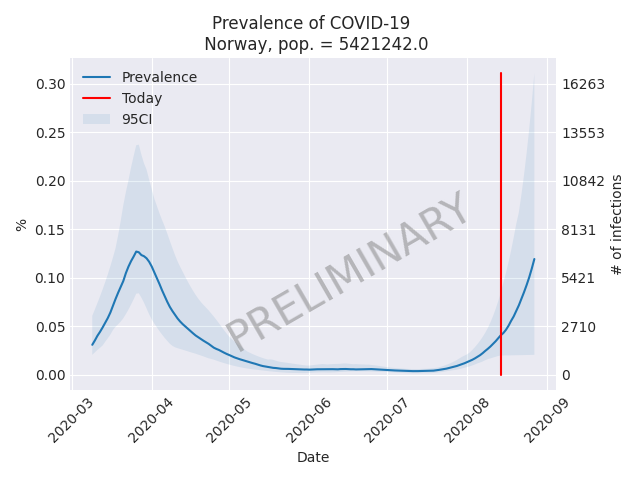 Prevalence of COVID-19
Norway, pop. = 5421242.0
Prevalence
Today
95CI
PRELIMINARY
0.30
0.25
0.20
0.15
0.10
0.05
0.00
%
16263
13553
10842
8131
5421
2710
0
# of infections
2020-03
2020-04
2020-05
2020-06
2020-07
2020-08
2020-09
Date